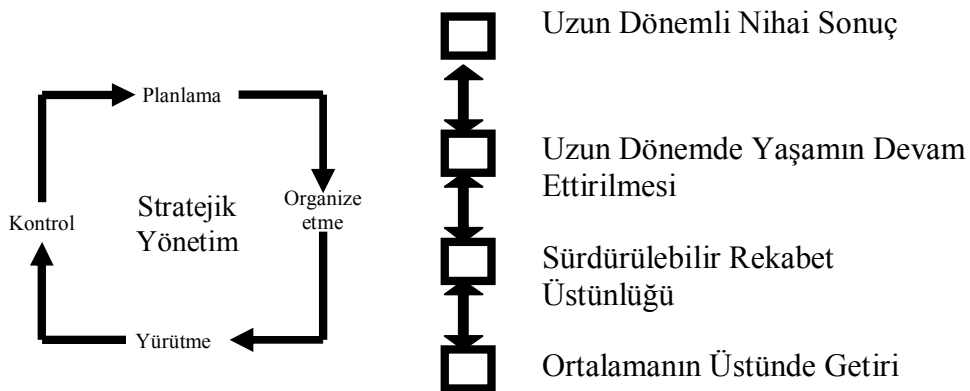 Planlama
Organize
etme
Stratejik
Yönetim
Kontrol
Yürütme
Uzun Dönemli Nihai Sonuç
Uzun Dönemde Yaşamın Devam
Ettirilmesi
Sürdürülebilir Rekabet
Üstünlüğü
Ortalamanın Üstünde Getiri